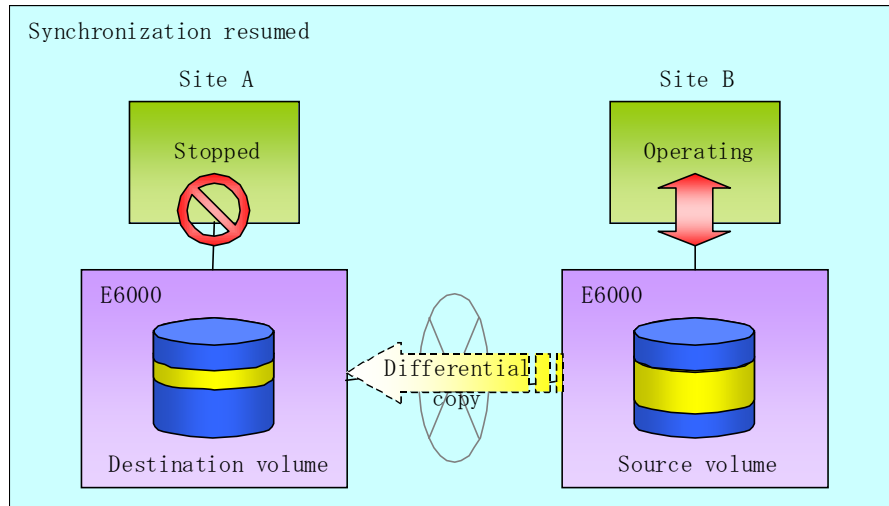 Synchronization resumed
Site A
Site B
Stopped
Operating
E6000
E6000
Differential
copy
Destination volume
Source volume